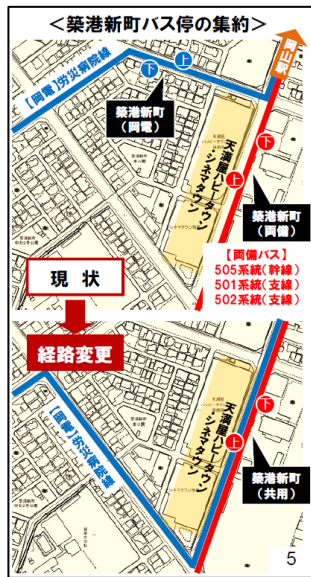 ＜築港新町バス停の集約＞
岡山駅
【岡電】労災病院線
下
上
築港新町
（岡電）
天満屋ハピータウン
シネマタウン
下
上
築港新町
（両備）
【両備バス】
505系統(幹線)
501系統(支線)
502系統(支線)
現状
経路変更
【岡電】労災病院線
天満屋ハピータウン
シネマタウン
下
上
築港新町
（共用）
5